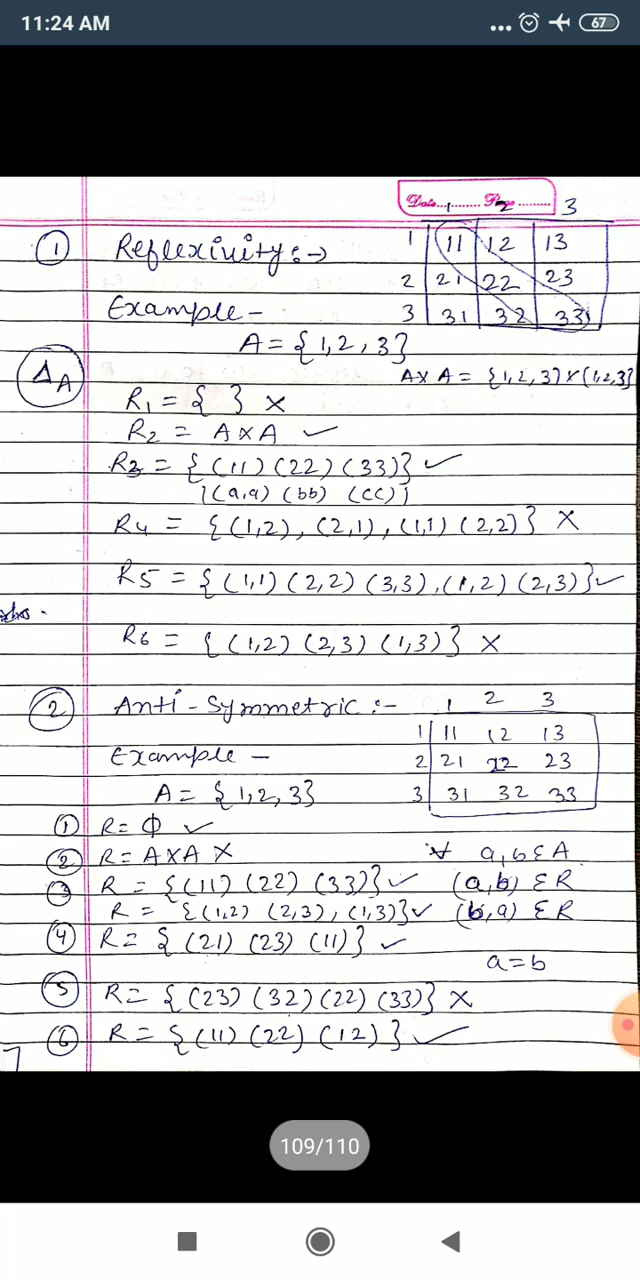 11:24 AM
67
Date......... Page.........
1 2 3
① Reflexivity:→
1 11 12 13
2 21 22 23
Example-
3 31 32 33
A = {1,2,3}
A×A = {1,2,3)×(1,2,3}
ΔA
R1 = { } ×
R2 = A×A ✓
R3 = {(11)(22)(33)} ✓
{(a,a) (bb) (cc)}
R4 = {(1,2), (2,1), (1,1) (2,2)} ×
R5 = {(1,1) (2,2) (3,3), (1,2) (2,3)} ✓
R6 = {(1,2) (2,3) (1,3)} ×
② Anti-Symmetric :-
1 2 3
1 11 12 13
Example -
2 21 22 23
A = {1,2,3}
3 31 32 33
① R= Φ ✓
② R= A×A ×
∀ a,b ε A
③ R = {(11) (22) (33)} ✓
(a,b) ε R
R = {(1,2) (2,3), (1,3)} ✓
(b,a) ε R
④ R= {(21) (23) (11)} ✓
a=b
⑤ R= {(23) (32) (22) (33)} ×
⑥ R = {(11) (22) (12)} ✓
109/110